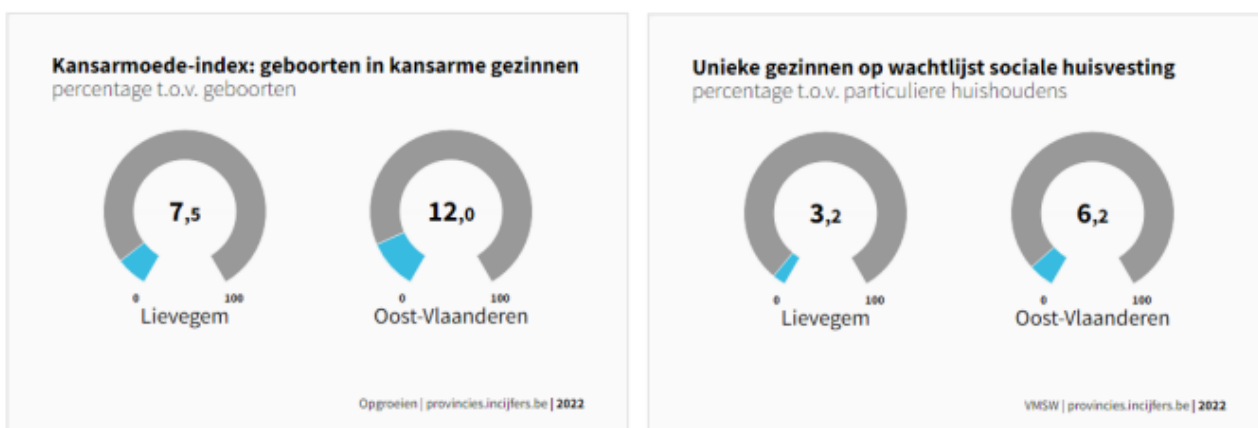 Kansarmoede-index: geboorten in kansarme gezinnen
percentage t.o.v. geboorten
7,5
12,0
0
100
0
100
Lievegem
Oost-Vlaanderen
Opgroeien | provincies.incijfers.be | 2022
Unieke gezinnen op wachtlijst sociale huisvesting
percentage t.o.v. particuliere huishoudens
3,2
6,2
0
100
0
100
Lievegem
Oost-Vlaanderen
VMSW | provincies.incijfers.be | 2022